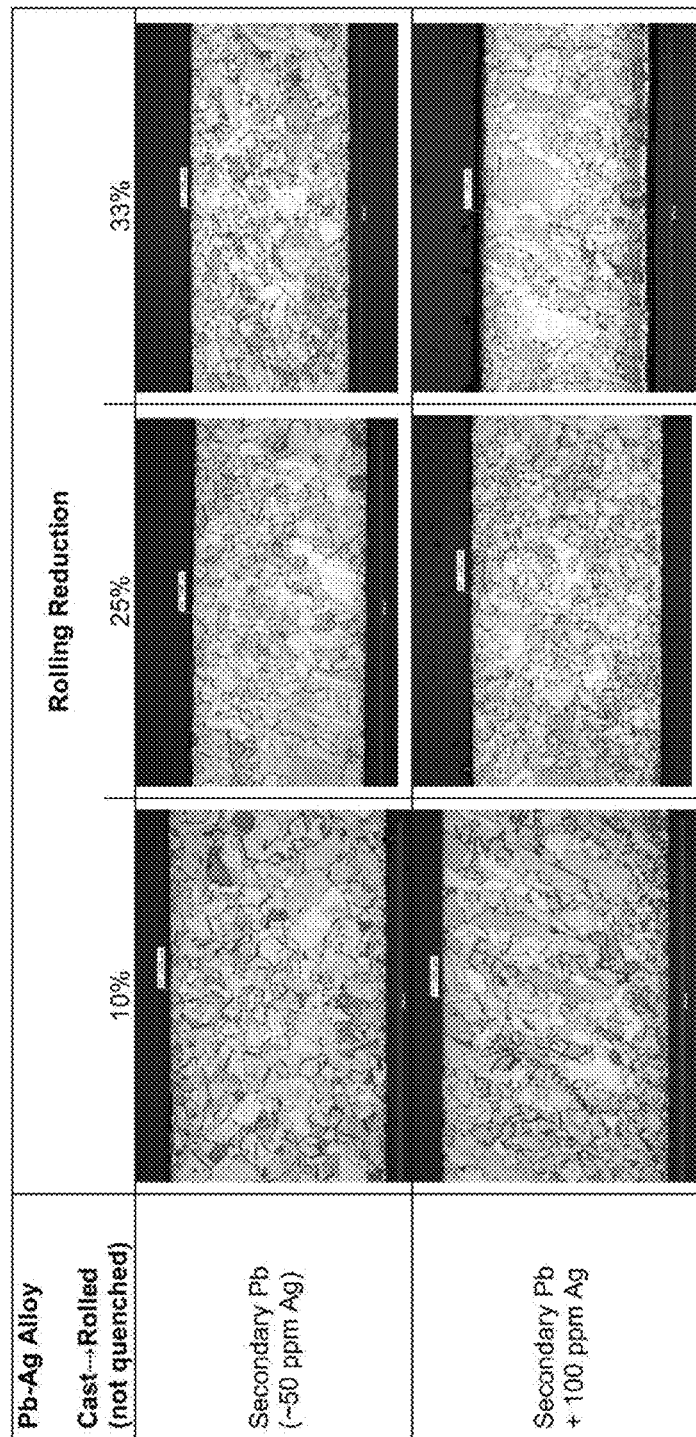 Pb-Ag Alloy
Cast→Rolled
(not quenched)
Rolling Reduction
10%
25%
33%
Secondary Pb
(~50 ppm Ag)
Secondary Pb
+ 100 ppm Ag